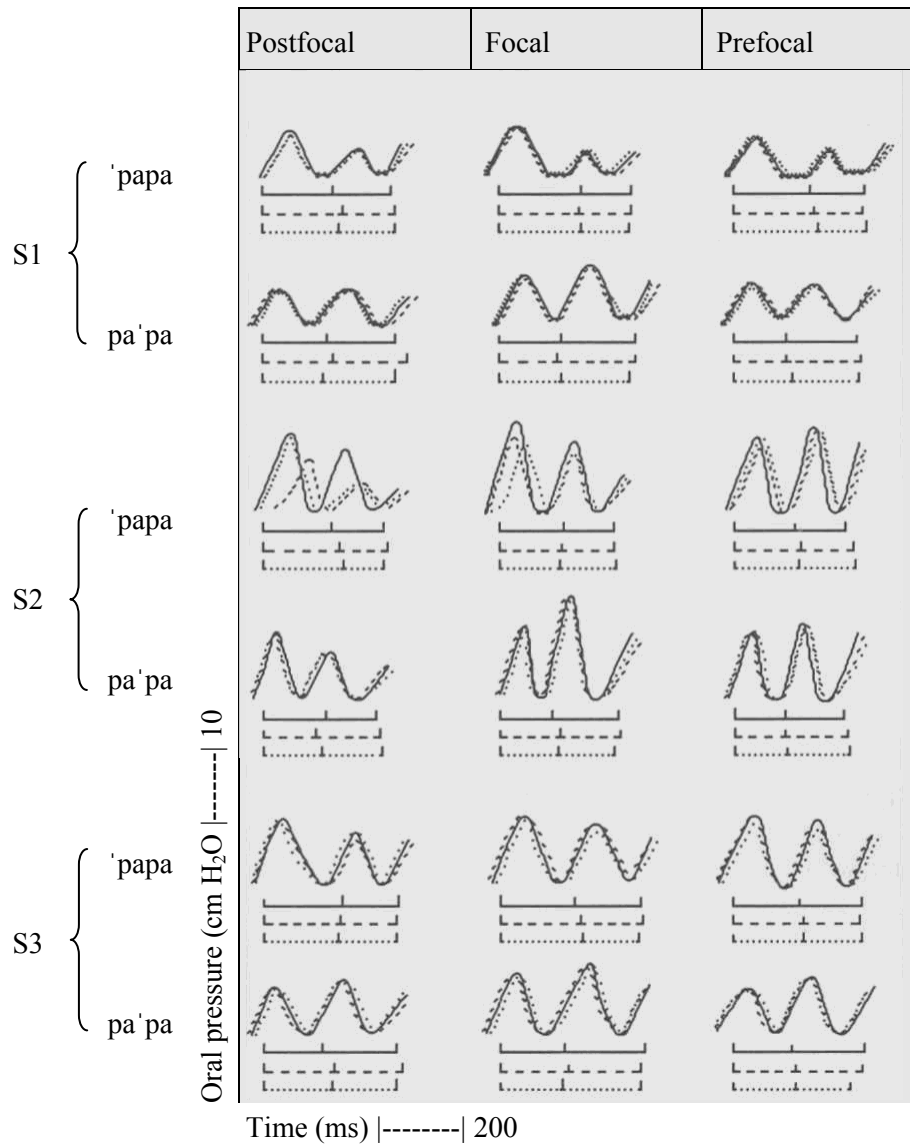 Postfocal Focal Prefocal
ˈpapa
S1
paˈpa
ˈpapa
S2
paˈpa
ˈpapa
S3
paˈpa
Oral pressure (cm H₂O |-------| 10
Time (ms) |--------| 200